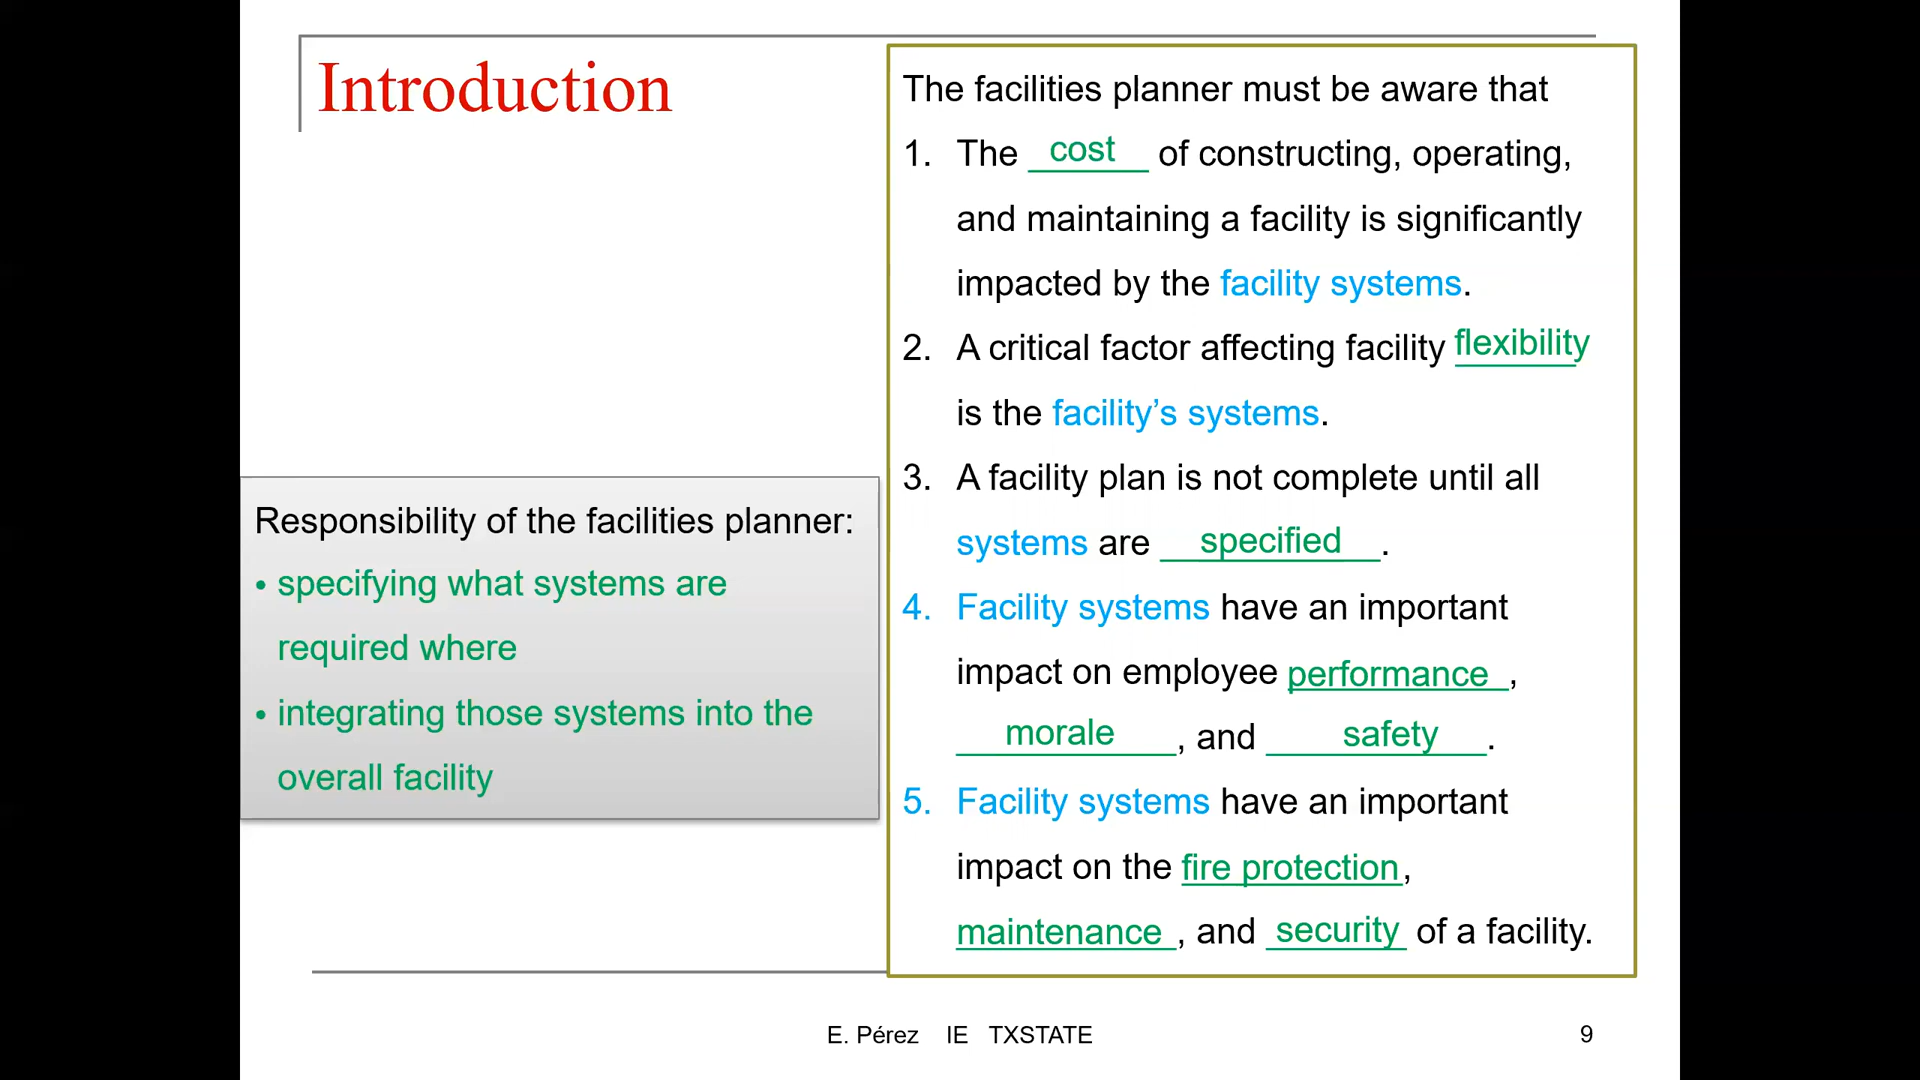 Introduction
Responsibility of the facilities planner:
• specifying what systems are
required where
• integrating those systems into the
overall facility
The facilities planner must be aware that
1. The cost of constructing, operating,
and maintaining a facility is significantly
impacted by the facility systems.
2. A critical factor affecting facility flexibility
is the facility’s systems.
3. A facility plan is not complete until all
systems are specified.
4. Facility systems have an important
impact on employee performance,
morale, and safety.
5. Facility systems have an important
impact on the fire protection,
maintenance, and security of a facility.
E. Pérez IE TXSTATE
9